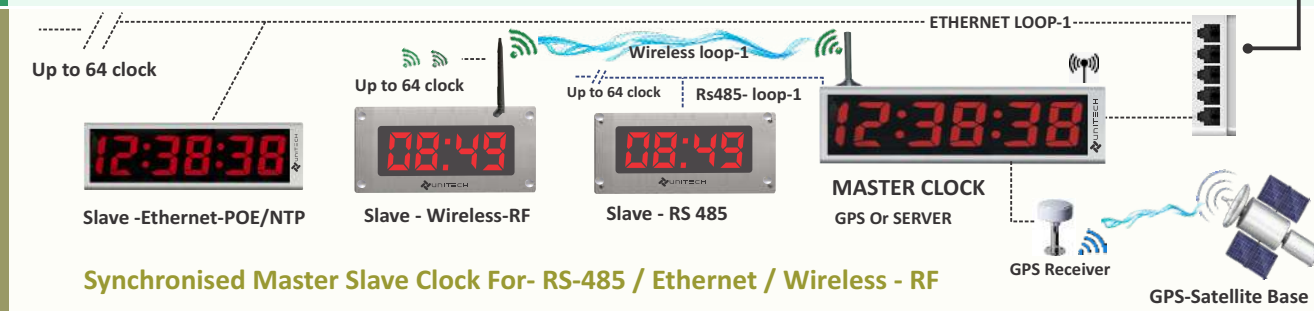 ETHERNET LOOP-1
Up to 64 clock
Wireless loop-1
Up to 64 clock
Up to 64 clock
Rs485- loop-1
12:38:38
UNITECH
08:49
UNITECH
08:49
UNITECH
12:38:38
UNITECH
Slave -Ethernet-POE/NTP
Slave - Wireless-RF
Slave - RS 485
MASTER CLOCK
GPS Or SERVER
GPS Receiver
GPS-Satellite Base
Synchronised Master Slave Clock For- RS-485 / Ethernet / Wireless - RF